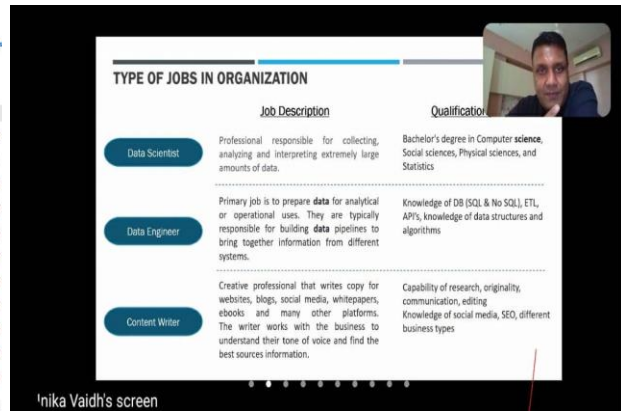 TYPE OF JOBS IN ORGANIZATION
Job Description
Data Scientist
Professional responsible for collecting,
analyzing and interpreting extremely large
amounts of data.
Bachelor's degree in Computer science,
Social sciences, Physical sciences, and
Statistics
Data Engineer
Primary job is to prepare data for analytical
or operational uses. They are typically
responsible for building data pipelines to
bring together information from different
systems.
Knowledge of DB (SQL & No SQL), ETL,
API's, knowledge of data structures and
algorithms
Content Writer
Creative professional that writes copy for
websites, blogs, social media, whitepapers,
ebooks and many other platforms.
The writer works with the business to
understand their tone of voice and find the
best sources information.
Capability of research, originality,
communication, editing
Knowledge of social media, SEO, different
business types
Vaidh's screen